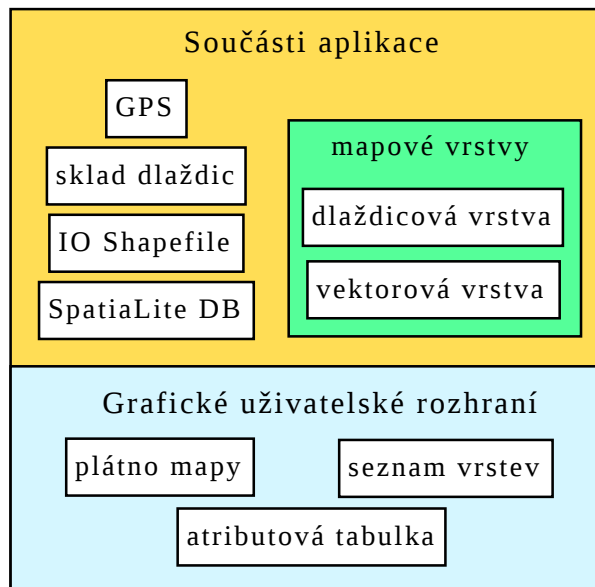 Součásti aplikace
GPS
sklad dlaždic
IO Shapefile
SpatiaLite DB
mapové vrstvy
dlaždicová vrstva
vektorová vrstva
Grafické uživatelské rozhraní
plátno mapy
seznam vrstev
atributová tabulka